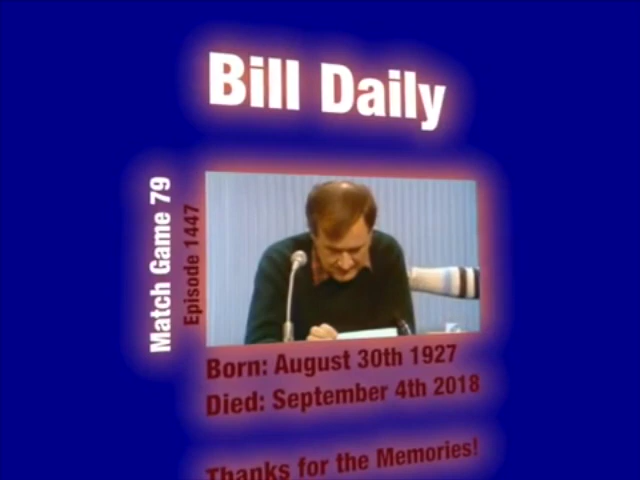 Bill Daily
Match Game 79
Episode 1447
Born: August 30th 1927
Died: September 4th 2018
Thanks for the Memories!